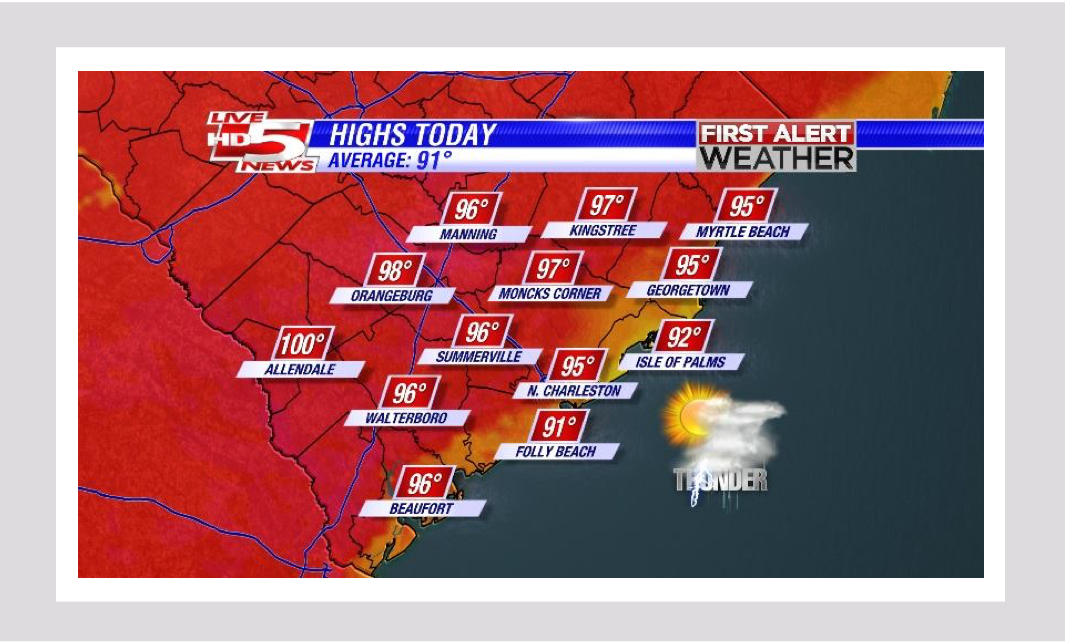 LIVE
HD 5
NEWS
HIGHS TODAY
AVERAGE: 91°
FIRST ALERT
WEATHER
96°
MANNING
97°
KINGSTREE
95°
MYRTLE BEACH
98°
ORANGEBURG
97°
MONCKS CORNER
95°
GEORGETOWN
100°
ALLENDALE
96°
SUMMERVILLE
92°
ISLE OF PALMS
95°
N. CHARLESTON
96°
WALTERBORO
91°
FOLLY BEACH
96°
BEAUFORT
THUNDER